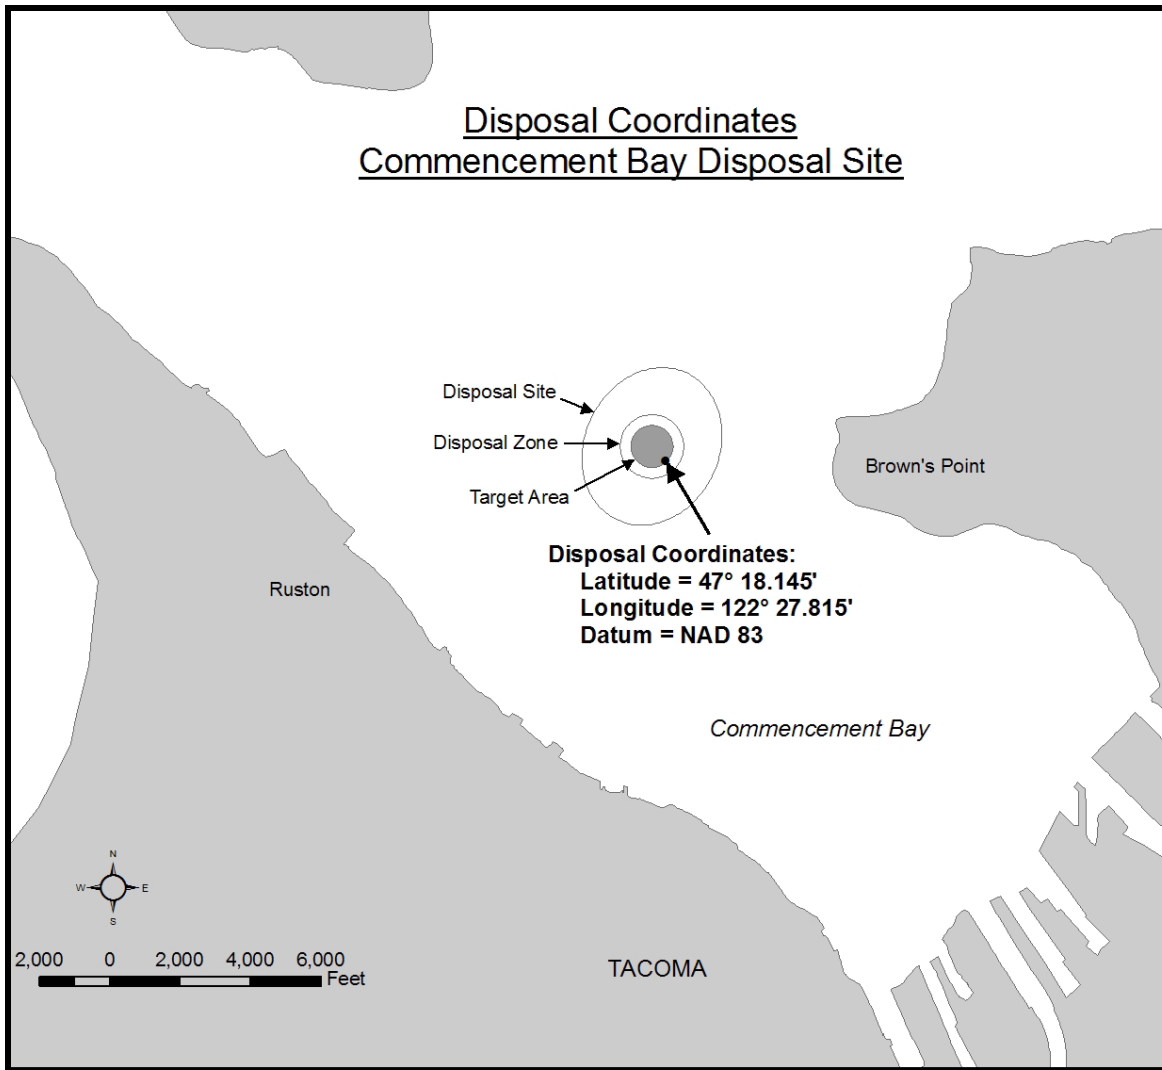 Disposal Coordinates
Commencement Bay Disposal Site
Disposal Site
Disposal Zone
Target Area
Brown's Point
Disposal Coordinates:
Latitude = 47° 18.145'
Longitude = 122° 27.815'
Datum = NAD 83
Ruston
Commencement Bay
N
W E
S
2,000 0 2,000 4,000 6,000
Feet
TACOMA